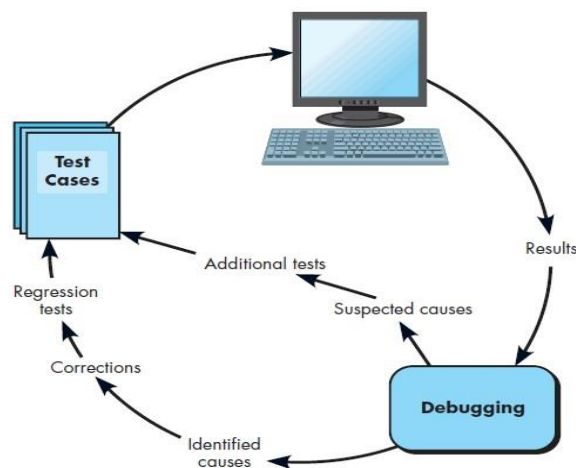 Test
Cases
Results
Additional tests
Regression
tests
Suspected causes
Corrections
Debugging
Identified
causes